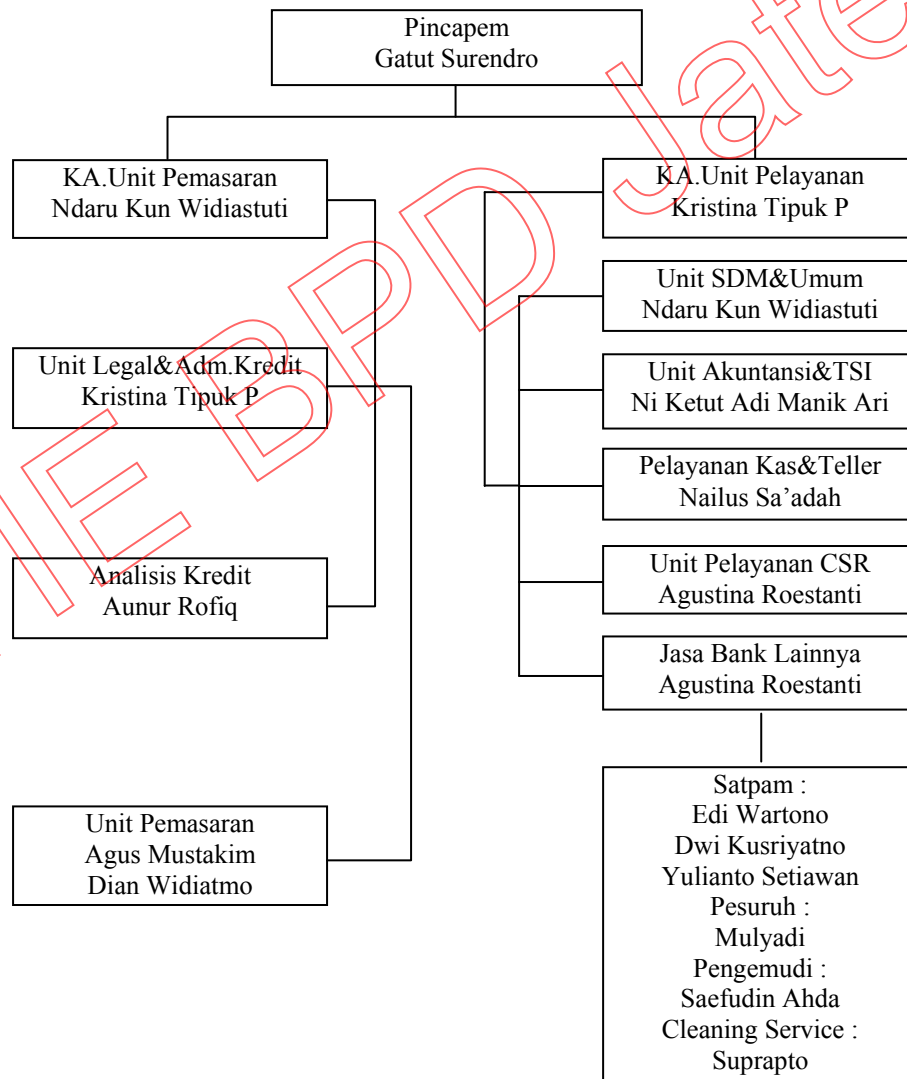 Pincapem
Gatut Surendro
KA.Unit Pemasaran
Ndaru Kun Widiastuti
KA.Unit Pelayanan
Kristina Tipuk P
Unit SDM&Umum
Ndaru Kun Widiastuti
Unit Legal&Adm.Kredit
Kristina Tipuk P
Unit Akuntansi&TSI
Ni Ketut Adi Manik Ari
Pelayanan Kas&Teller
Nailus Sa’adah
Analisis Kredit
Aunur Rofiq
Unit Pelayanan CSR
Agustina Roestanti
Jasa Bank Lainnya
Agustina Roestanti
Unit Pemasaran
Agus Mustakim
Dian Widiatmo
Satpam :
Edi Wartono
Dwi Kusriyatno
Yulianto Setiawan
Pesuruh :
Mulyadi
Pengemudi :
Saefudin Ahda
Cleaning Service :
Suprapto
IE BPD Jate